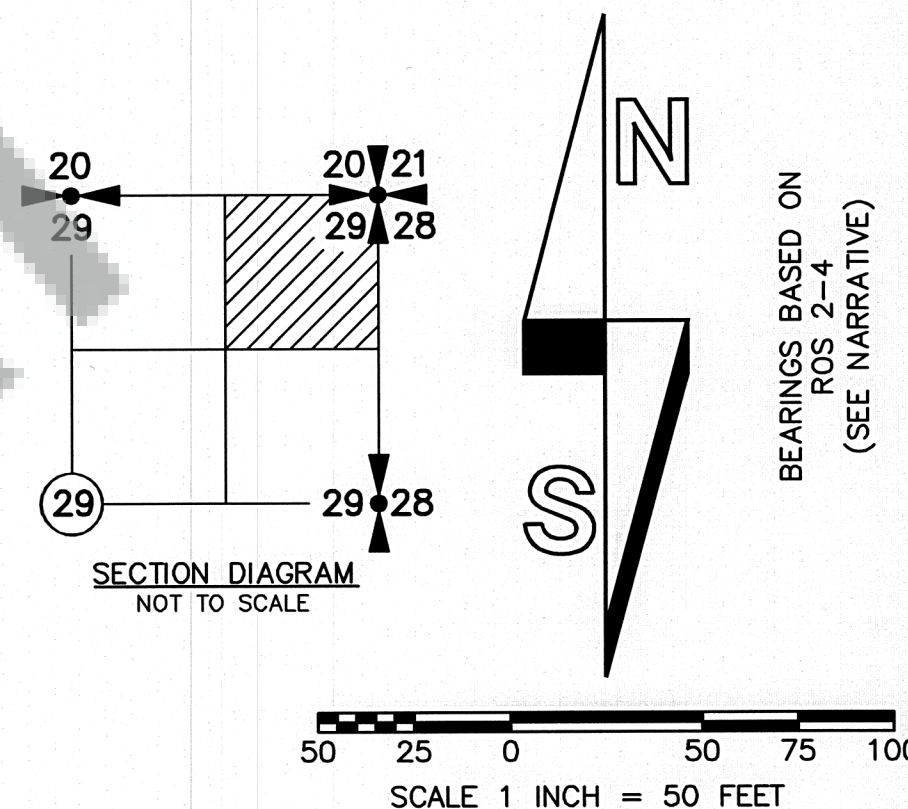 20
20 21
29
29 28
29
29 28
SECTION DIAGRAM
NOT TO SCALE
N
S
BEARINGS BASED ON
ROS 2-4
(SEE NARRATIVE)
50 25 0 50 75 100
SCALE 1 INCH = 50 FEET